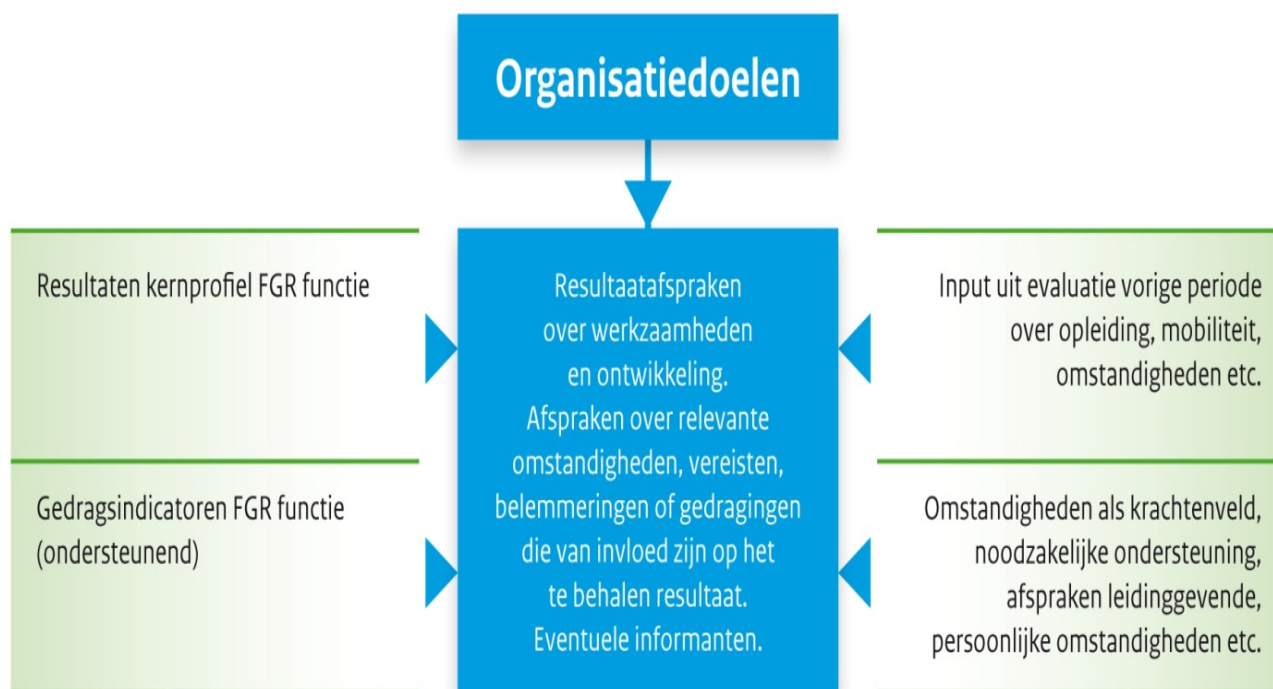 Organisatiedoelen
Resultaten kernprofiel FGR functie
Gedragsindicatoren FGR functie
(ondersteunend)
Resultaatafspraken
over werkzaamheden
en ontwikkeling.
Afspraken over relevante
omstandigheden, vereisten,
belemmeringen of gedragingen
die van invloed zijn op het
te behalen resultaat.
Eventuele informanten.
Input uit evaluatie vorige periode
over opleiding, mobiliteit,
omstandigheden etc.
Omstandigheden als krachtenveld,
noodzakelijke ondersteuning,
afspraken leidinggevende,
persoonlijke omstandigheden etc.